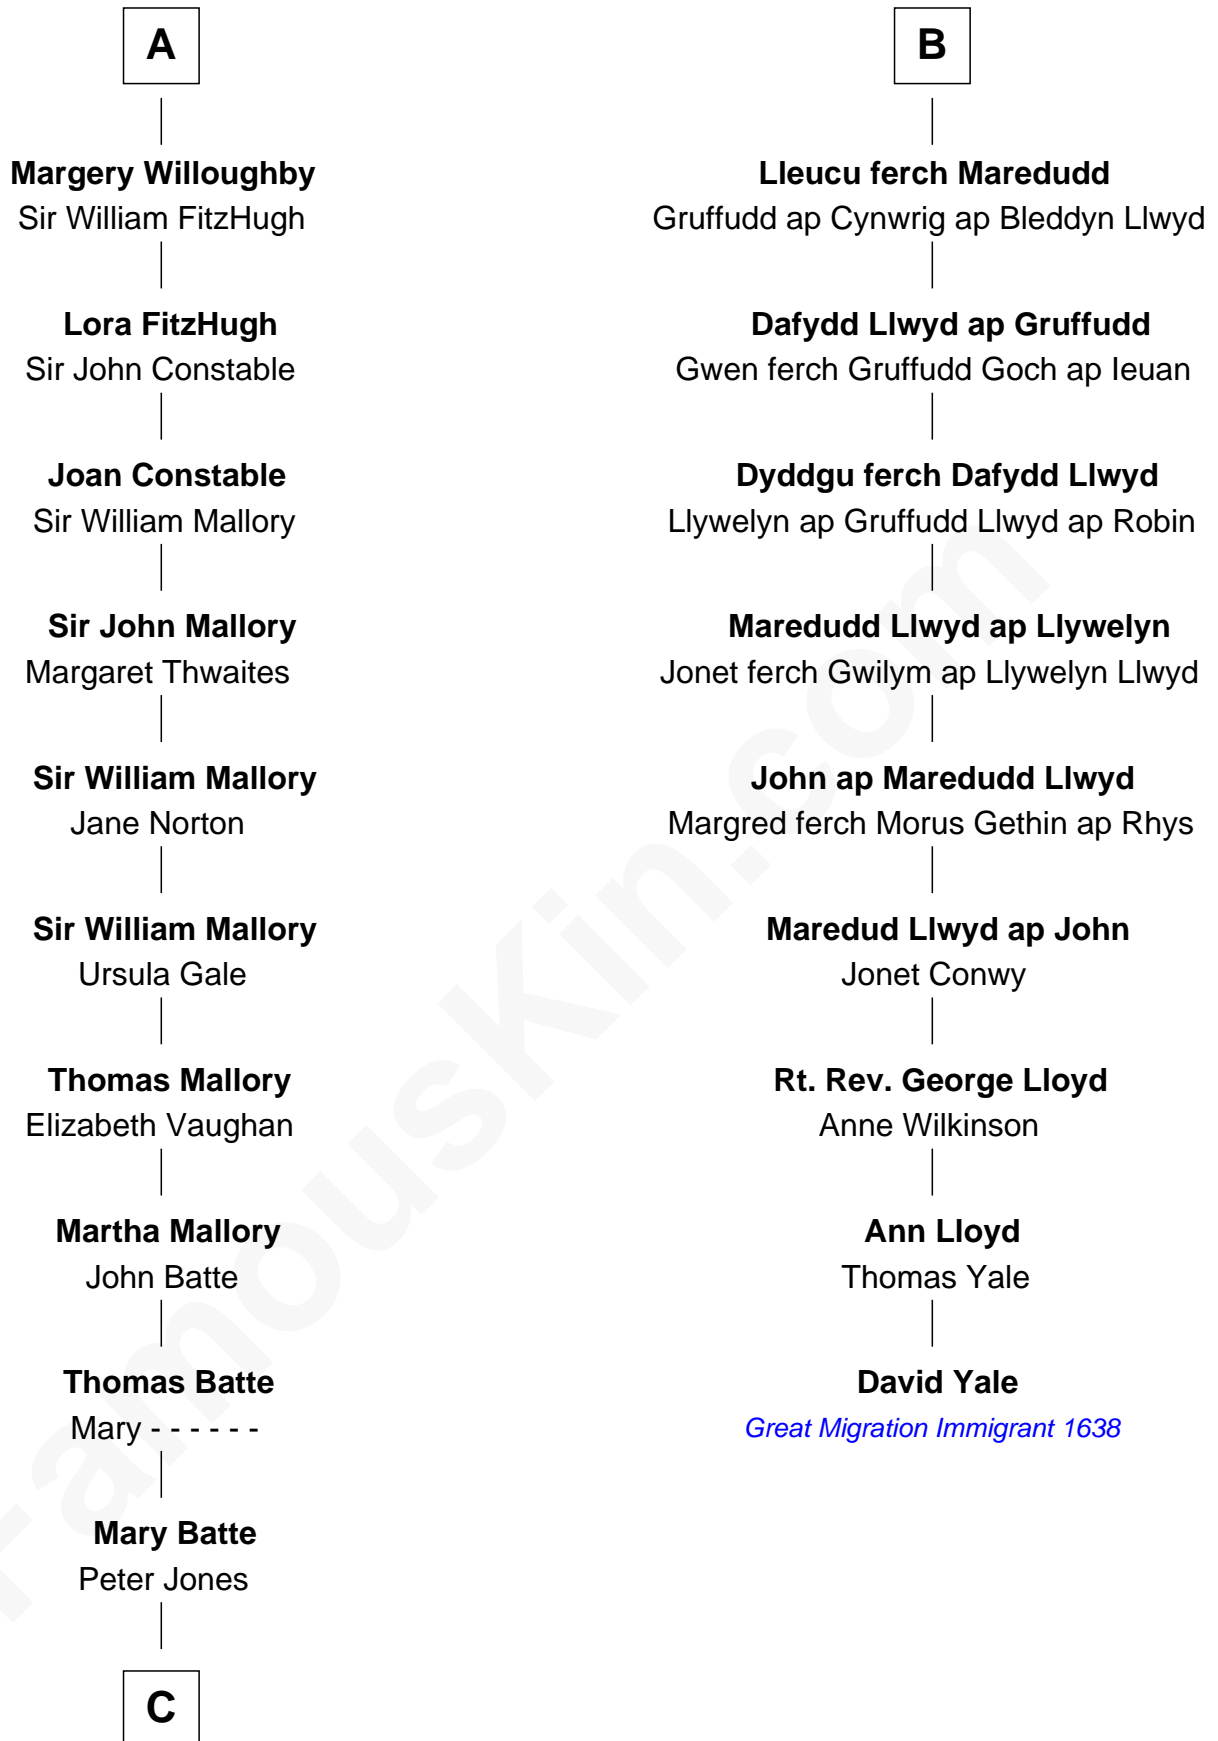 A
Margery Willoughby
Sir William FitzHugh
Lora FitzHugh
Sir John Constable
Joan Constable
Sir William Mallory
Sir John Mallory
Margaret Thwaites
Sir William Mallory
Jane Norton
Sir William Mallory
Ursula Gale
Thomas Mallory
Elizabeth Vaughan
Martha Mallory
John Batte
Thomas Batte
Mary - - - - - -
Mary Batte
Peter Jones
C
B
Lleucu ferch Maredudd
Gruffudd ap Cynwrig ap Bleddyn Llwyd
Dafydd Llwyd ap Gruffudd
Gwen ferch Gruffudd Goch ap Ieuan
Dyddgu ferch Dafydd Llwyd
Llywelyn ap Gruffudd Llwyd ap Robin
Maredudd Llwyd ap Llywelyn
Jonet ferch Gwilym ap Llywelyn Llwyd
John ap Maredudd Llwyd
Margred ferch Morus Gethin ap Rhys
Maredud Llwyd ap John
Jonet Conwy
Rt. Rev. George Lloyd
Anne Wilkinson
Ann Lloyd
Thomas Yale
David Yale
Great Migration Immigrant 1638
FamousKin.com